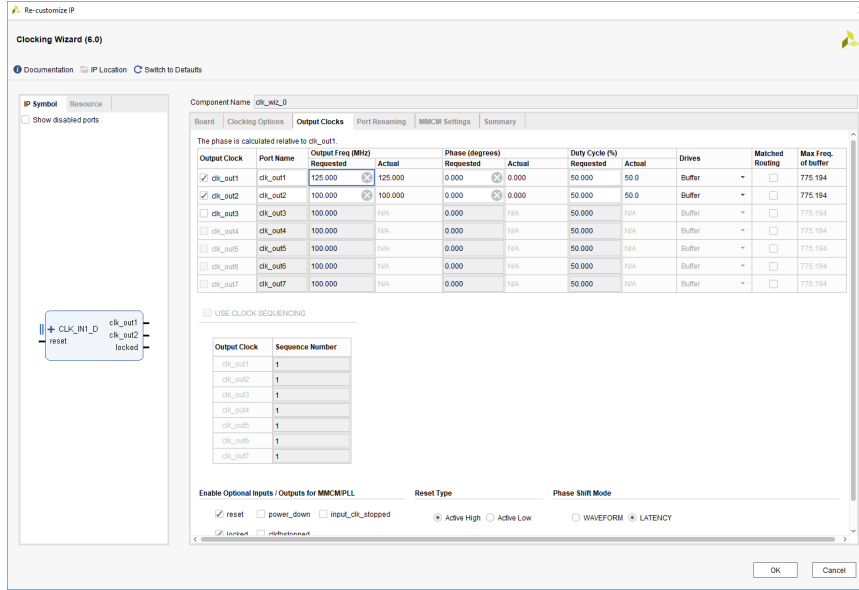 Re-customize IP
Clocking Wizard (6.0)
Documentation IP Location Switch to Defaults
IP Symbol Resource
Show disabled ports
CLK_IN1_D
reset
clk_out1
clk_out2
locked
Component Name clk_wiz_0
Board Clocking Options Output Clocks Port Renaming MMCM Settings Summary
The phase is calculated relative to clk_out1.
Output Clock Port Name Output Freq (MHz) Phase (degrees) Duty Cycle (%) Drives Matched Routing Max Freq. of buffer
Requested Actual Requested Actual Requested Actual
clk_out1 clk_out1 125.000 125.000 0.000 0.000 50.000 50.0 Buffer 775.194
clk_out2 clk_out2 100.000 100.000 0.000 0.000 50.000 50.0 Buffer 775.194
clk_out3 clk_out3 100.000 N/A 0.000 N/A 50.000 N/A Buffer 775.194
clk_out4 clk_out4 100.000 N/A 0.000 N/A 50.000 N/A Buffer 775.194
clk_out5 clk_out5 100.000 N/A 0.000 N/A 50.000 N/A Buffer 775.194
clk_out6 clk_out6 100.000 N/A 0.000 N/A 50.000 N/A Buffer 775.194
clk_out7 clk_out7 100.000 N/A 0.000 N/A 50.000 N/A Buffer 775.194
USE CLOCK SEQUENCING
Output Clock Sequence Number
clk_out1 1
clk_out2 1
clk_out3 1
clk_out4 1
clk_out5 1
clk_out6 1
clk_out7 1
Enable Optional Inputs / Outputs for MMCM/PLL Reset Type Phase Shift Mode
reset power_down input_clk_stopped Active High Active Low WAVEFORM LATENCY
locked clkfbstopped
OK Cancel